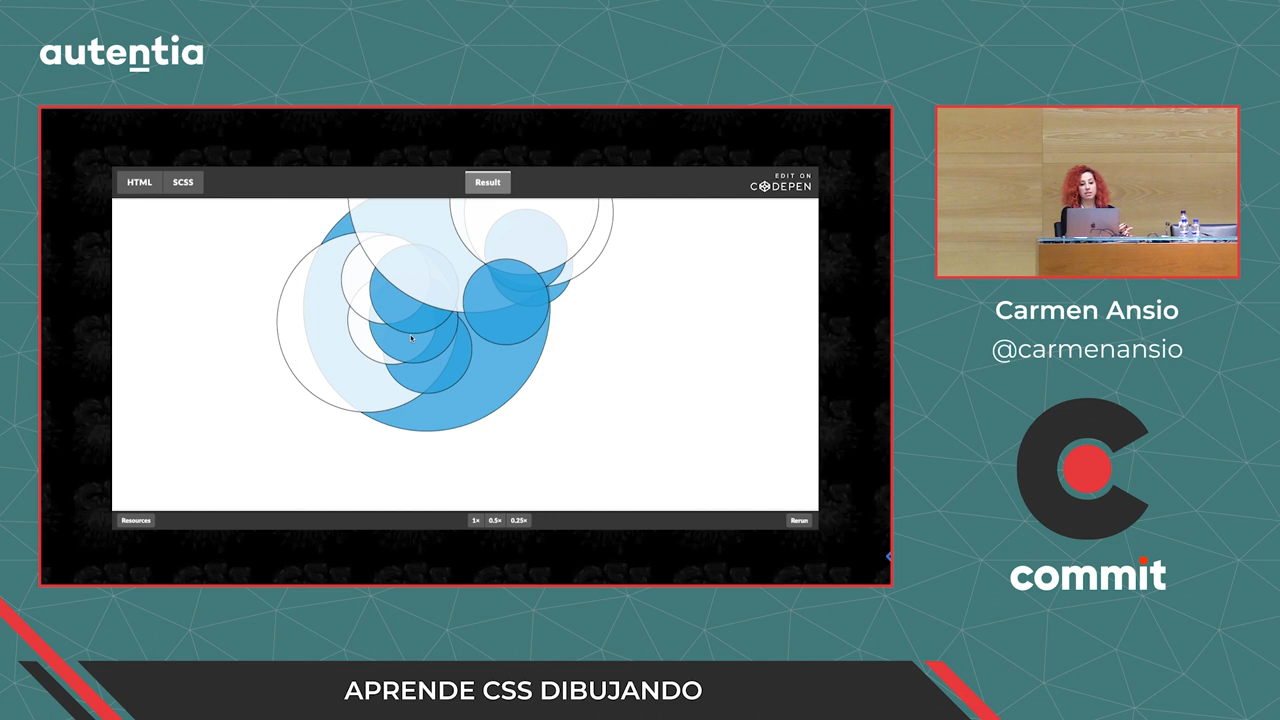 autentia
HTML
SCSS
Result
EDIT ON
CODEPEN
Resources
1×
0.5×
0.25×
Rerun
Carmen Ansio
@carmenansio
commit
APRENDE CSS DIBUJANDO